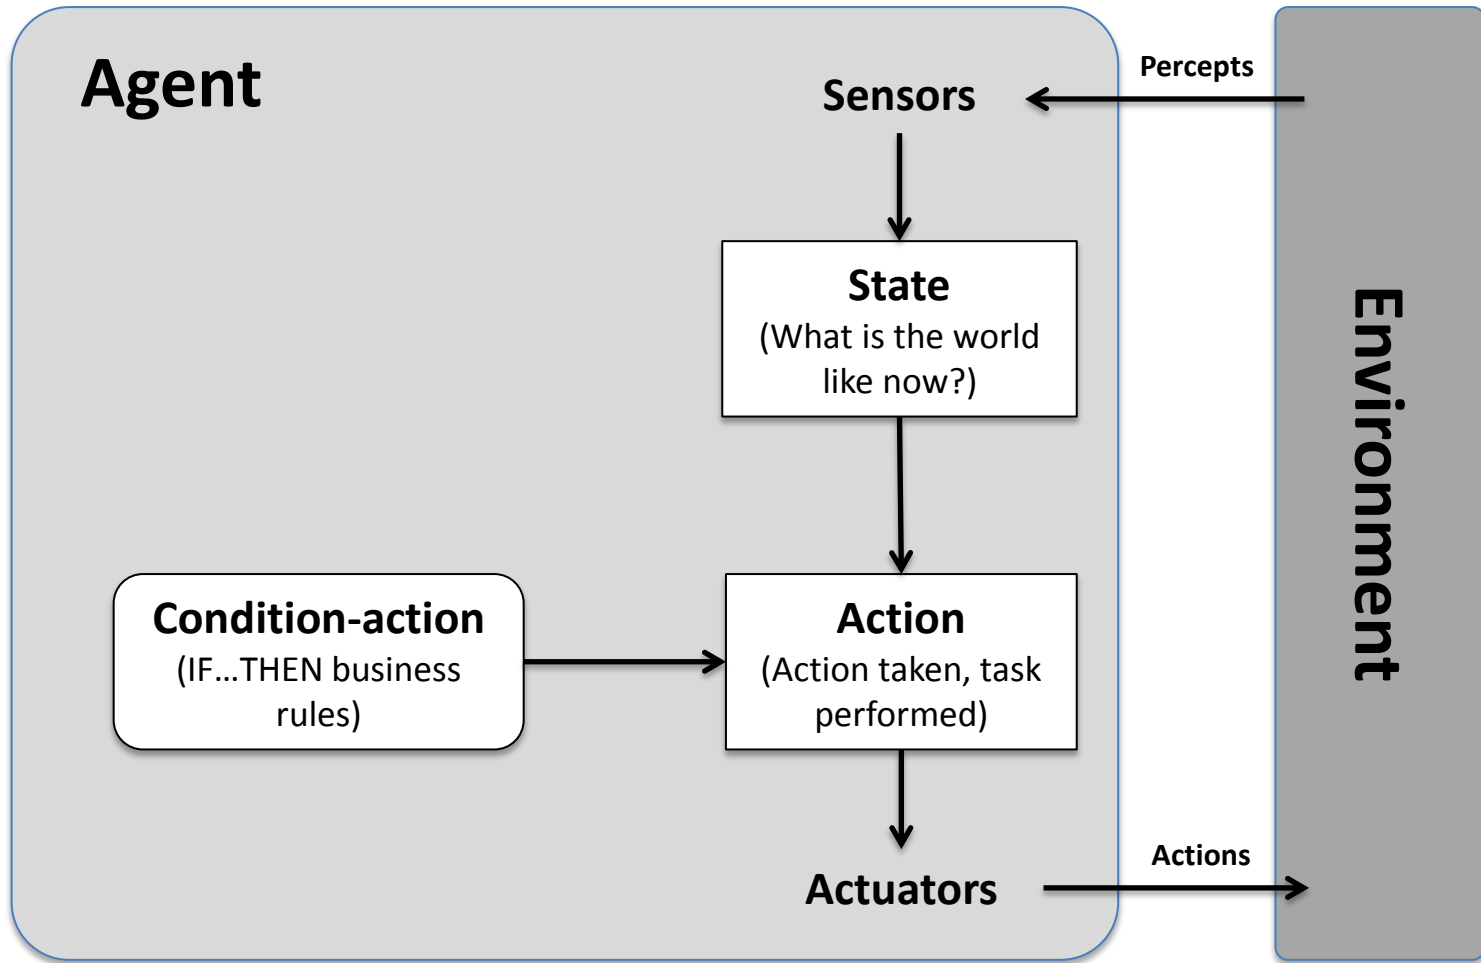 Agent
Percepts
Sensors
State
(What is the world
like now?)
Environment
Condition-action
(IF...THEN business
rules)
Action
(Action taken, task
performed)
Actions
Actuators